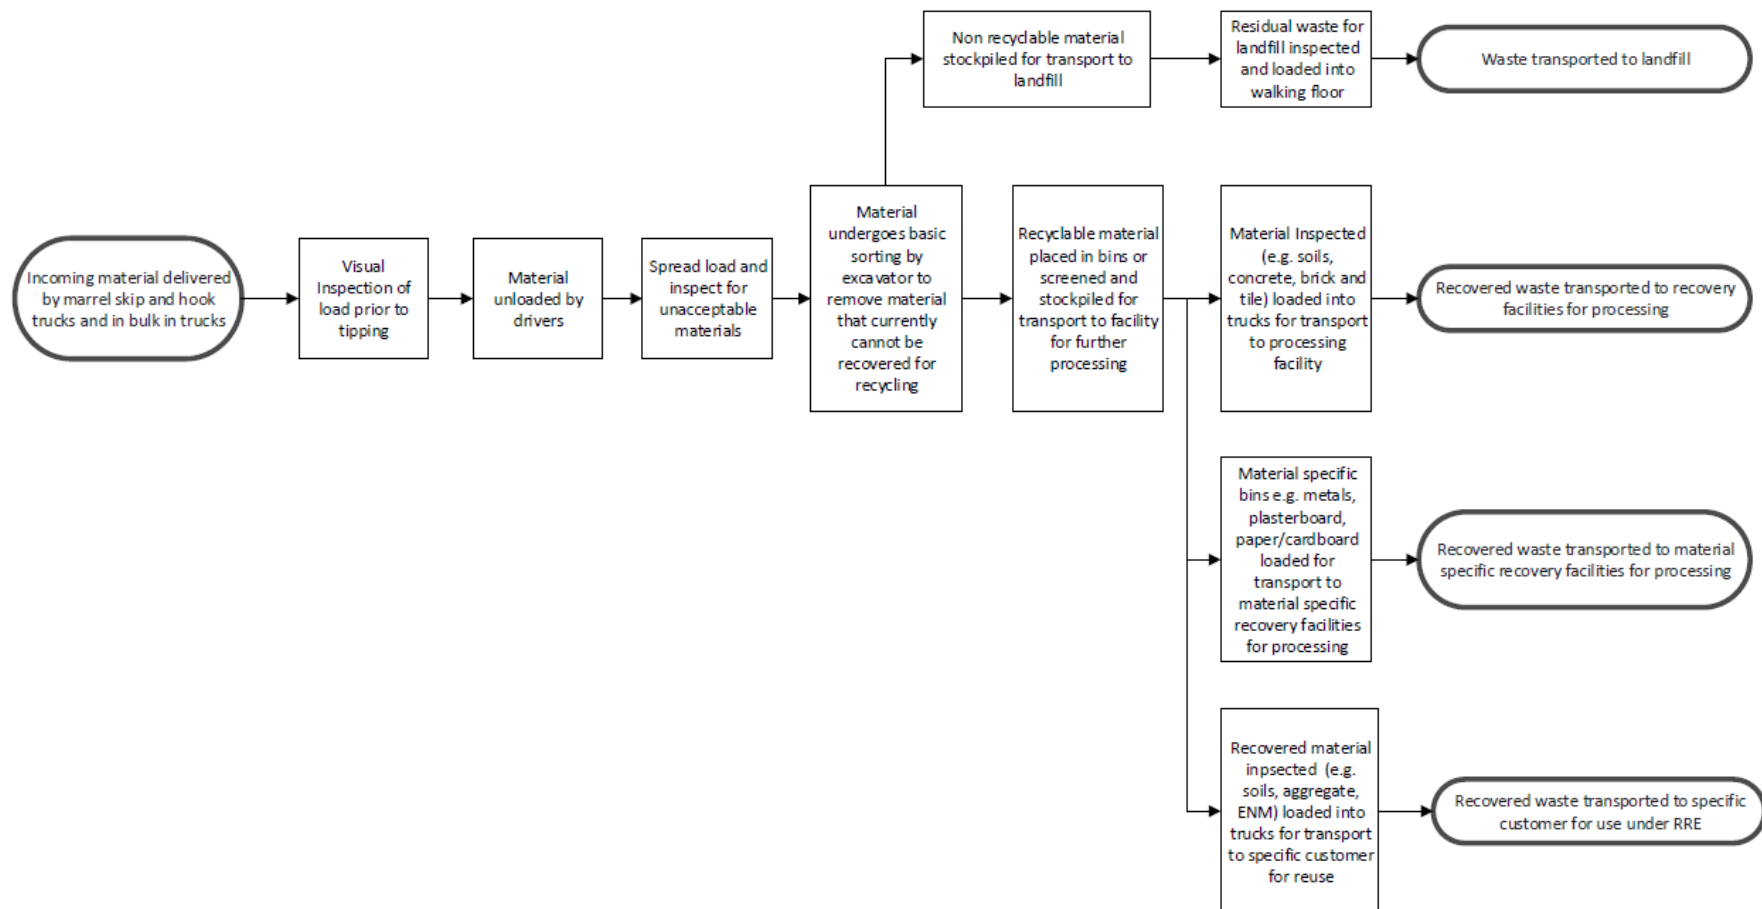 Non recyclable material
stockpiled for transport to
landfill
Residual waste for
landfill inspected
and loaded into
walking floor
Waste transported to landfill
Incoming material delivered
by marrel skip and hook
trucks and in bulk in trucks
Visual
Inspection of
load prior to
tipping
Material
unloaded by
drivers
Spread load and
inspect for
unacceptable
materials
Material
undergoes basic
sorting by
excavator to
remove material
that currently
cannot be
recovered for
recycling
Recyclable material
placed in bins or
screened and
stockpiled for
transport to facility
for further
processing
Material Inspected
(e.g. soils,
concrete, brick and
tile) loaded into
trucks for transport
to processing
facility
Recovered waste transported to recovery
facilities for processing
Material specific
bins e.g. metals,
plasterboard,
paper/cardboard
loaded for
transport to
material specific
recovery facilities
for processing
Recovered waste transported to material
specific recovery facilities for processing
Recovered material
inpsected (e.g.
soils, aggregate,
ENM) loaded into
trucks for transport
to specific customer
for reuse
Recovered waste transported to specific
customer for use under RRE